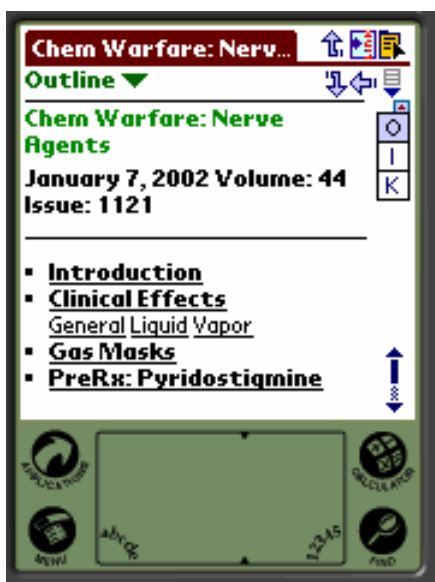 Chem Warfare: Nerv...
Outline
Chem Warfare: Nerve
Agents
January 7, 2002 Volume: 44
Issue: 1121
O
I
K
Introduction
Clinical Effects
General Liquid Vapor
Gas Masks
PreRx: Pyridostigmine
APPLICATIONS
CALCULATOR
MENU
abcde
12345
FIND